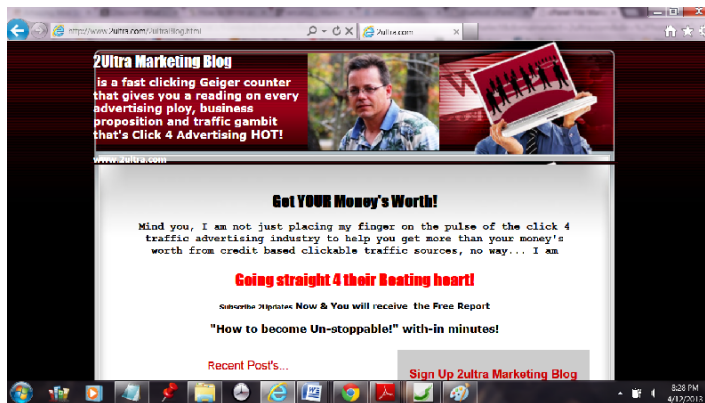 http://www.2ultra.com/2ultraBlog.html
2ultra.com
2Ultra Marketing Blog
is a fast clicking Geiger counter
that gives you a reading on every
advertising ploy, business
proposition and traffic gambit
that's Click 4 Advertising HOT!
www.2ultra.com
Get YOUR Money's Worth!
Mind you, I am not just placing my finger on the pulse of the click 4
traffic advertising industry to help you get more than your money's
worth from credit based clickable traffic sources, no way... I am
Going straight 4 their Beating heart!
Subscribe 2Updates Now & You will receive the Free Report
"How to become Un-stoppable!" with-in minutes!
Recent Post's...
Sign Up 2ultra Marketing Blog
8:28 PM
4/12/2013